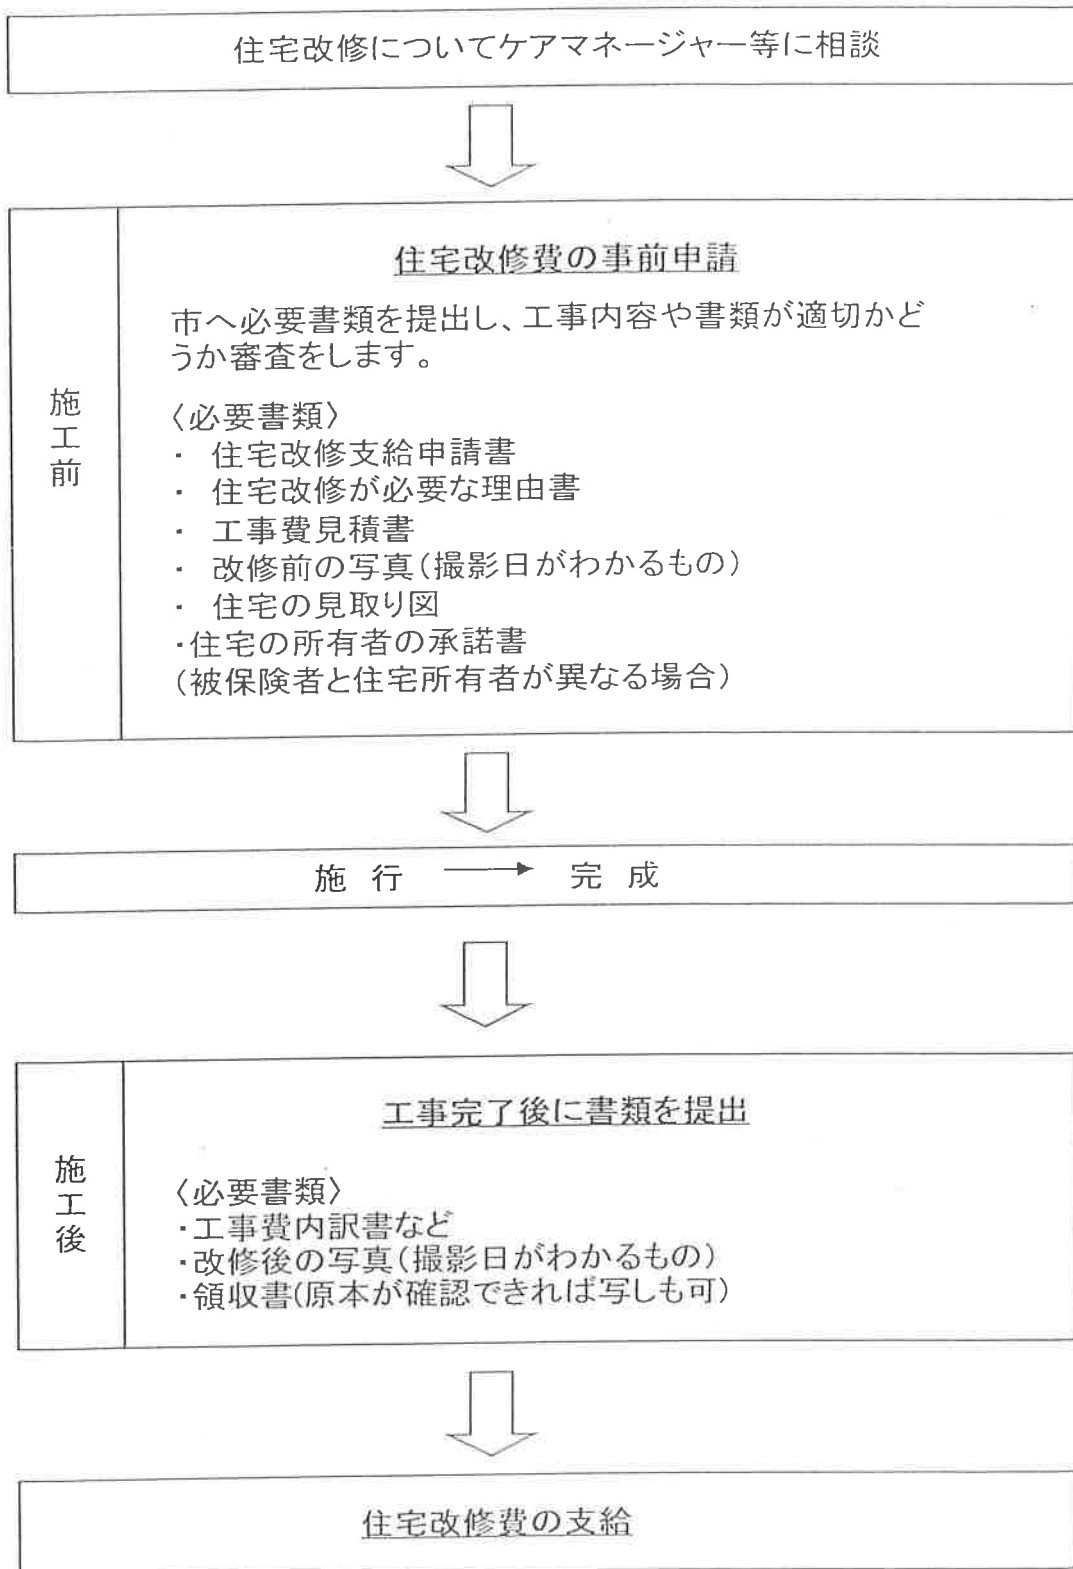 住宅改修についてケアマネージャー等に相談
施工前
住宅改修費の事前申請
市へ必要書類を提出し、工事内容や書類が適切かど
うか審査をします。
〈必要書類〉
・ 住宅改修支給申請書
・ 住宅改修が必要な理由書
・ 工事費見積書
・ 改修前の写真(撮影日がわかるもの)
・ 住宅の見取り図
・住宅の所有者の承諾書
(被保険者と住宅所有者が異なる場合)
施 行 → 完 成
施工後
工事完了後に書類を提出
〈必要書類〉
・工事費内訳書など
・改修後の写真(撮影日がわかるもの)
・領収書(原本が確認できれば写しも可)
住宅改修費の支給